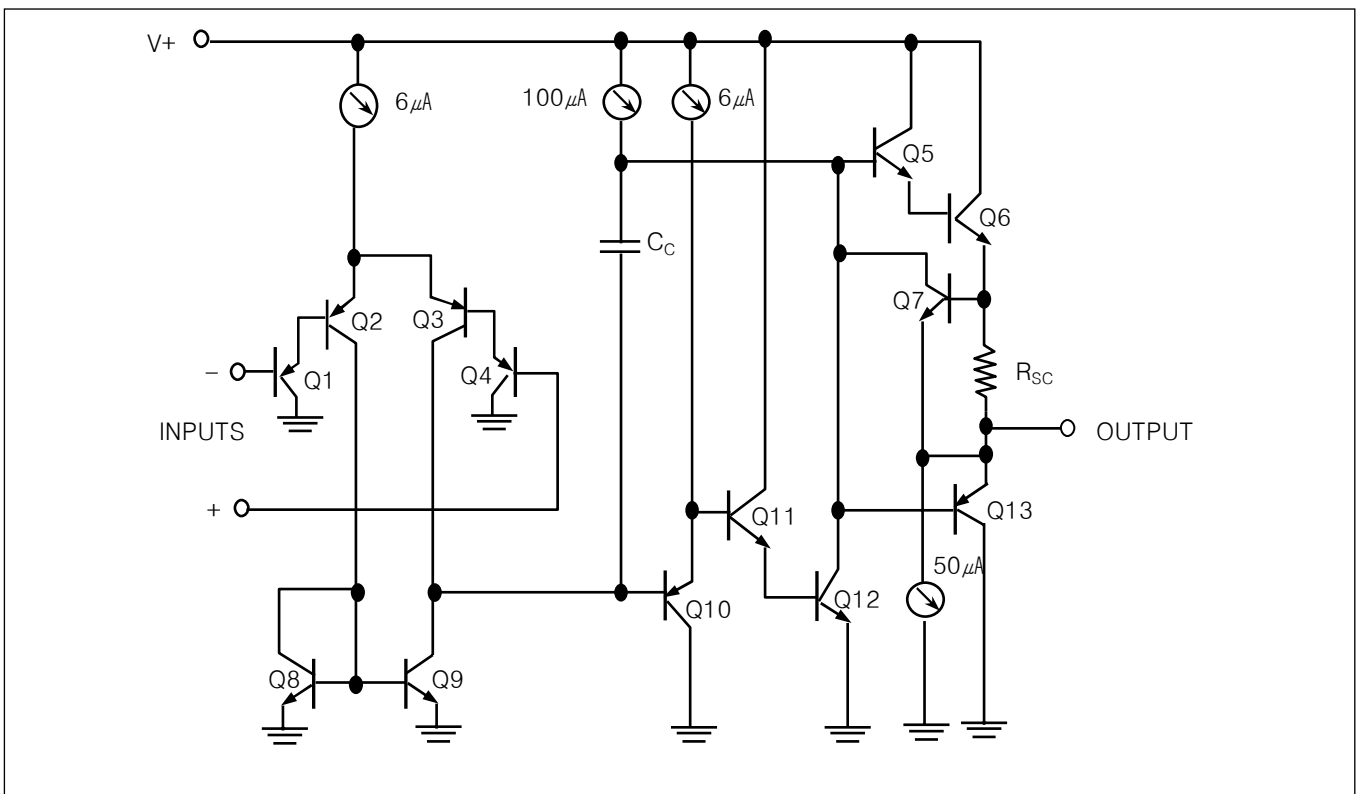 V+
6㎂
100㎂
6㎂
Q5
Q6
C_C
Q7
Q2
Q3
Q1
Q4
R_SC
−
INPUTS
OUTPUT
+
Q11
Q13
50㎂
Q10
Q12
Q8
Q9